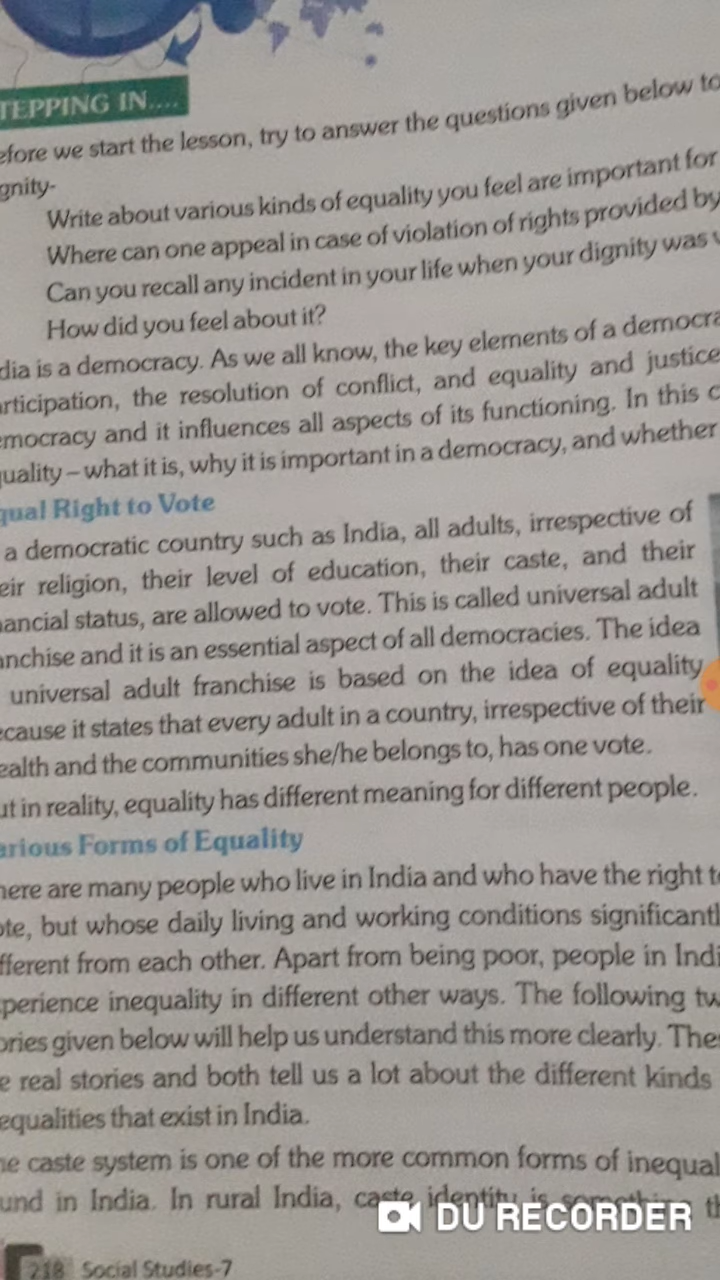 TEPPING IN....
efore we start the lesson, try to answer the questions given below to
gnity-
Write about various kinds of equality you feel are important for
Where can one appeal in case of violation of rights provided by
Can you recall any incident in your life when your dignity was
How did you feel about it?
dia is a democracy. As we all know, the key elements of a democra
rticipation, the resolution of conflict, and equality and justice
mocracy and it influences all aspects of its functioning. In this c
quality – what it is, why it is important in a democracy, and whether
qual Right to Vote
a democratic country such as India, all adults, irrespective of
eir religion, their level of education, their caste, and their
nancial status, are allowed to vote. This is called universal adult
anchise and it is an essential aspect of all democracies. The idea
universal adult franchise is based on the idea of equality
ecause it states that every adult in a country, irrespective of their
ealth and the communities she/he belongs to, has one vote.
ut in reality, equality has different meaning for different people.
arious Forms of Equality
here are many people who live in India and who have the right t
ote, but whose daily living and working conditions significantl
fferent from each other. Apart from being poor, people in Indi
xperience inequality in different other ways. The following tw
ories given below will help us understand this more clearly. The
e real stories and both tell us a lot about the different kinds
equalities that exist in India.
he caste system is one of the more common forms of inequal
und in India. In rural India, caste identity is something th
DU RECORDER
218 Social Studies-7